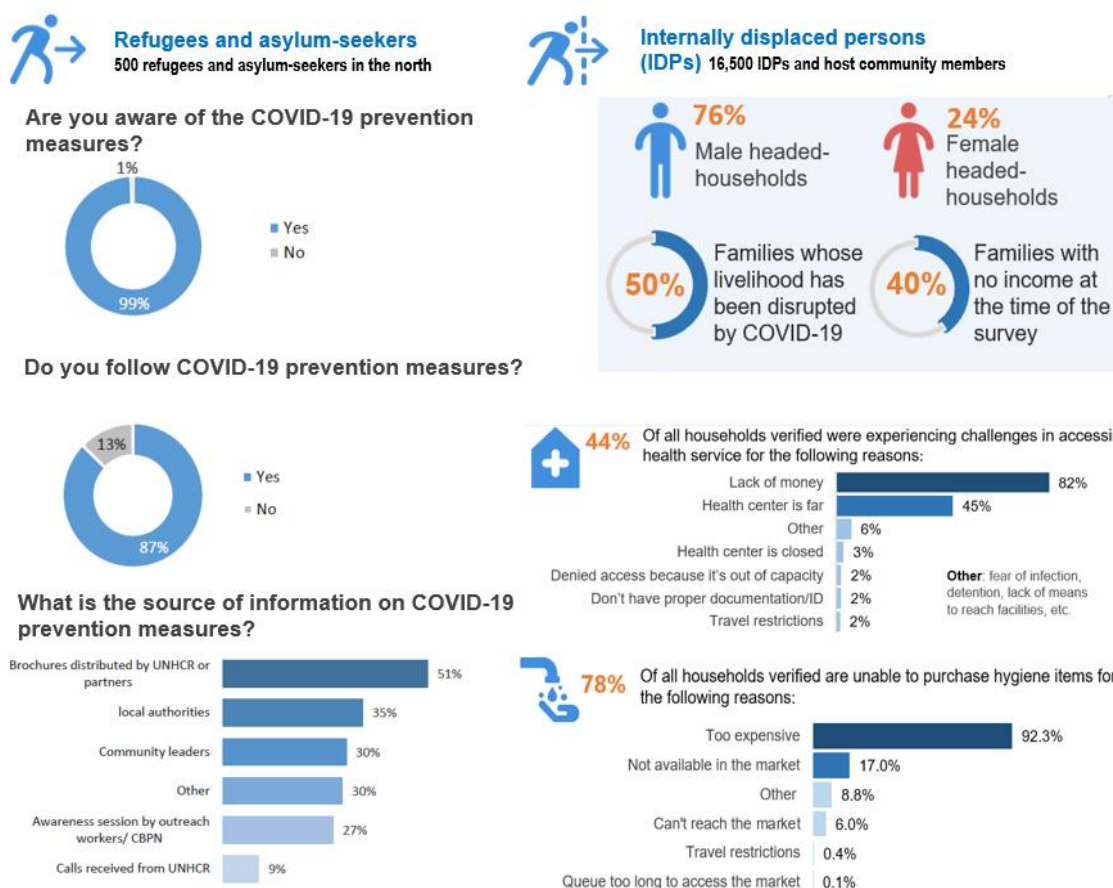 Refugees and asylum-seekers
500 refugees and asylum-seekers in the north
Are you aware of the COVID-19 prevention
measures?
1%
Yes
No
99%
Do you follow COVID-19 prevention measures?
13%
Yes
No
87%
What is the source of information on COVID-19
prevention measures?
Brochures distributed by UNHCR or
partners
51%
local authorities
35%
Community leaders
30%
Other
30%
Awareness session by outreach
workers/ CBPN
27%
Calls received from UNHCR
9%
Internally displaced persons
(IDPs) 16,500 IDPs and host community members
76%
Male headed-
households
24%
Female
headed-
households
50%
Families whose
livelihood has
been disrupted
by COVID-19
40%
Families with
no income at
the time of the
survey
44%
Of all households verified were experiencing challenges in accessi
health service for the following reasons:
Lack of money
82%
Health center is far
45%
Other
6%
Health center is closed
3%
Denied access because it's out of capacity
2%
Don't have proper documentation/ID
2%
Travel restrictions
2%
Other: fear of infection,
detention, lack of means
to reach facilities, etc.
78%
Of all households verified are unable to purchase hygiene items for
the following reasons:
Too expensive
92.3%
Not available in the market
17.0%
Other
8.8%
Can't reach the market
6.0%
Travel restrictions
0.4%
Queue too long to access the market
0.1%